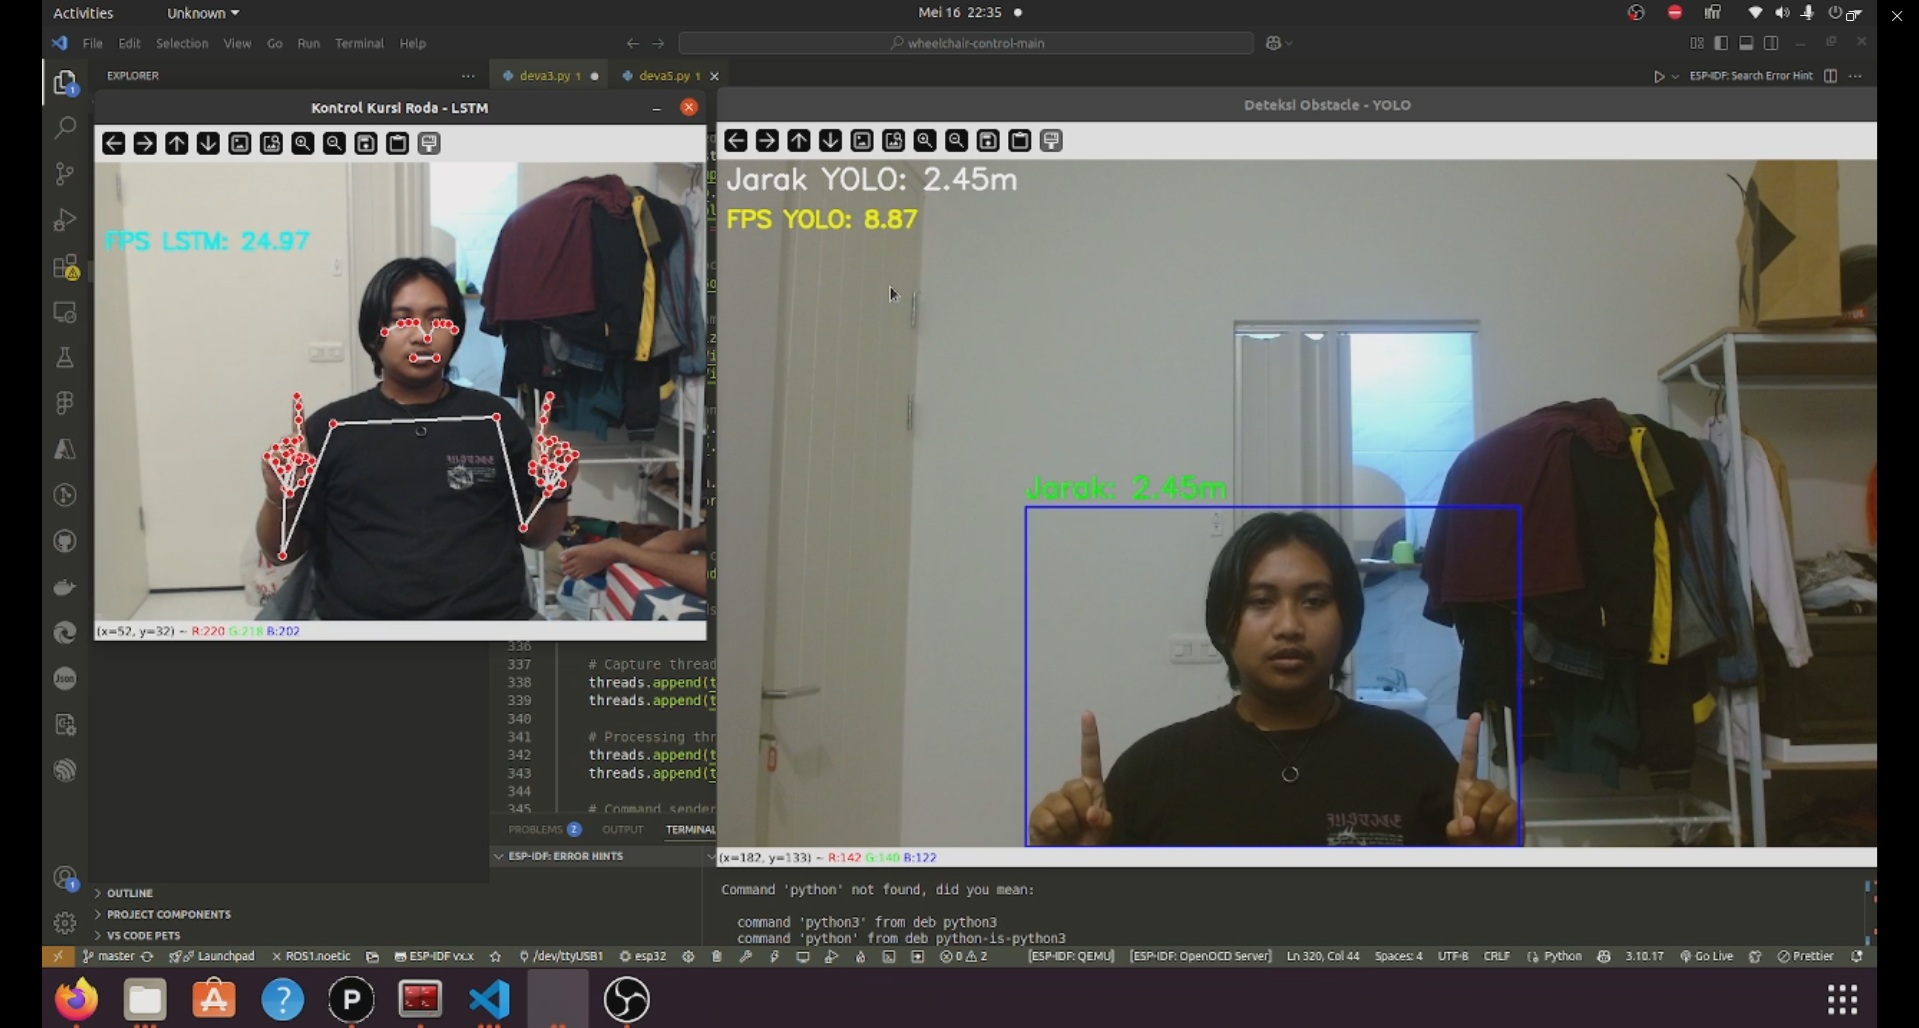 Activities
Unknown
Mei 16 22:35
File Edit Selection View Go Run Terminal Help
wheelchair-control-main
EXPLORER
deva3.py 1
deva5.py 1
ESP-IDF: Search Error Hint
Kontrol Kursi Roda - LSTM
FPS LSTM: 24.97
(x=52, y=32) ~ R:220 G:218 B:202
Deteksi Obstacle - YOLO
Jarak YOLO: 2.45m
FPS YOLO: 8.87
Jarak: 2.45m
(x=182, y=133) ~ R:142 G:140 B:122
336
337 # Capture thread
338 threads.append(t
339 threads.append(t
340
341 # Processing thr
342 threads.append(t
343 threads.append(t
344
345 # Command sender
PROBLEMS 2 OUTPUT TERMINAL
ESP-IDF: ERROR HINTS
Command 'python' not found, did you mean:
command 'python3' from deb python3
command 'python' from deb python-is-python3
OUTLINE
PROJECT COMPONENTS
VS CODE PETS
master Launchpad ROS1.noetic ESP-IDF vx.x /dev/ttyUSB1 esp32 0 2 [ESP-IDF: QEMU] [ESP-IDF: OpenOCD Server] Ln 320, Col 44 Spaces: 4 UTF-8 CRLF Python 3.10.17 Go Live Prettier